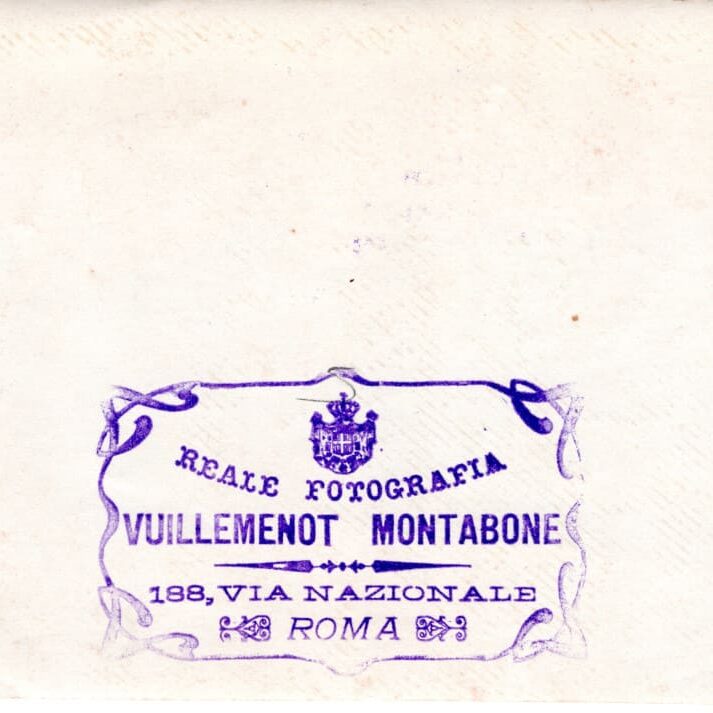 REALE FOTOGRAFIA
VUILLEMENOT MONTABONE
188, VIA NAZIONALE
ROMA